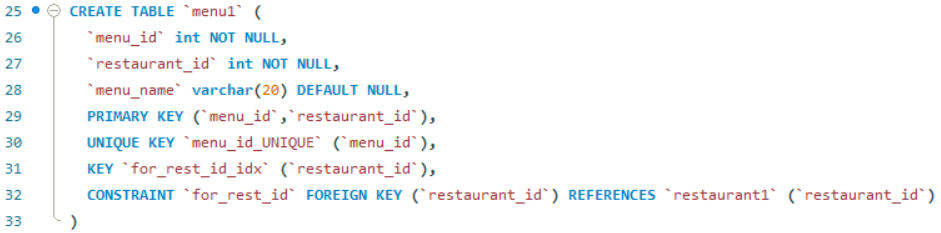 25 CREATE TABLE `menu1` (
26 `menu_id` int NOT NULL,
27 `restaurant_id` int NOT NULL,
28 `menu_name` varchar(20) DEFAULT NULL,
29 PRIMARY KEY (`menu_id`,`restaurant_id`),
30 UNIQUE KEY `menu_id_UNIQUE` (`menu_id`),
31 KEY `for_rest_id_idx` (`restaurant_id`),
32 CONSTRAINT `for_rest_id` FOREIGN KEY (`restaurant_id`) REFERENCES `restaurant1` (`restaurant_id`)
33 )